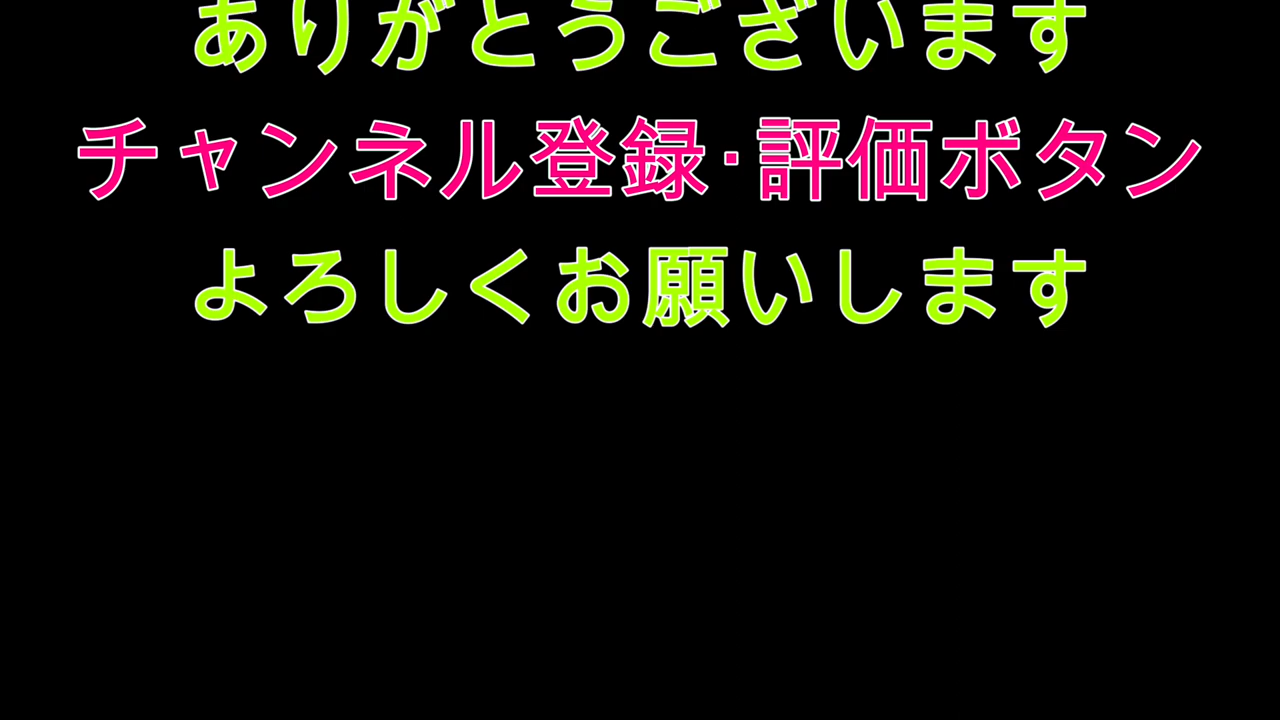 ありがとうございます
チャンネル登録・評価ボタン
よろしくお願いします